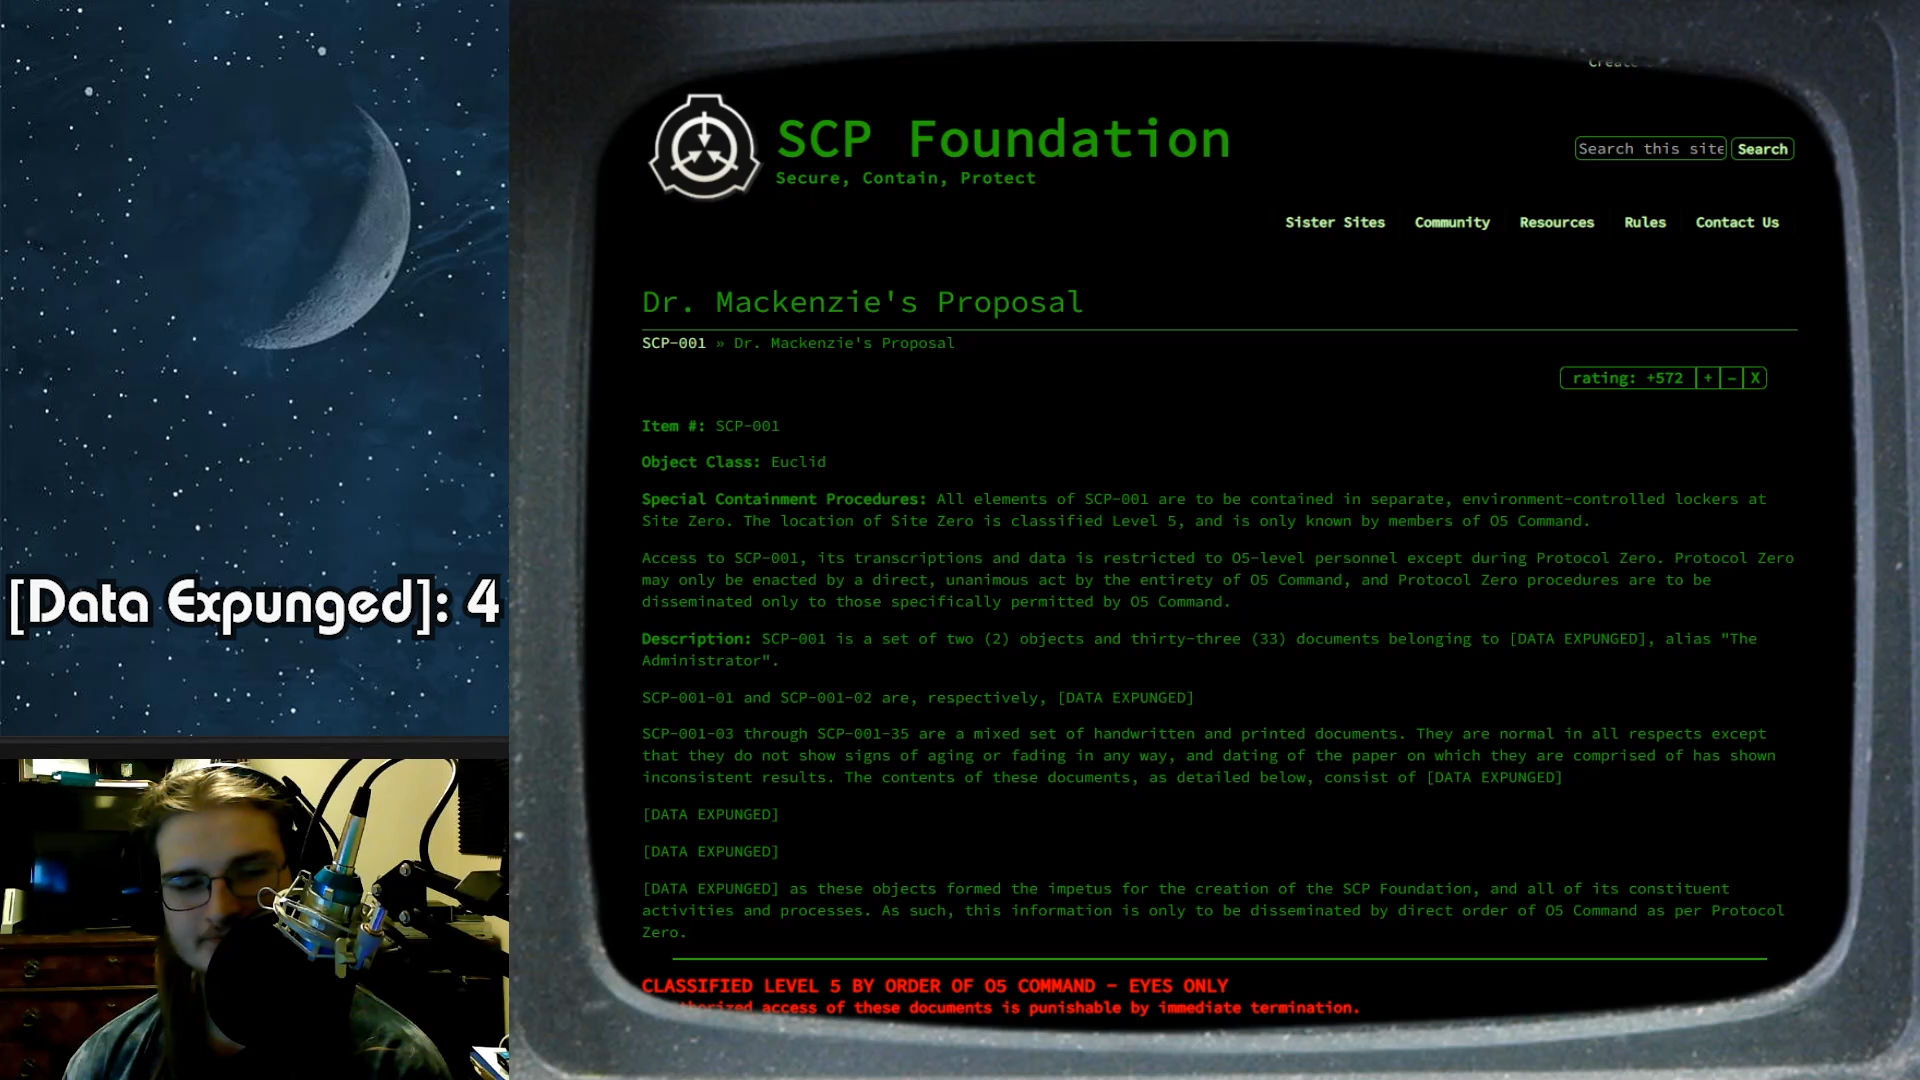 [Data Expunged]: 4
SCP Foundation
Secure, Contain, Protect
Search this site
Search
Sister Sites
Community
Resources
Rules
Contact Us
Dr. Mackenzie's Proposal
SCP-001 » Dr. Mackenzie's Proposal
rating: +572 + – X
Item #: SCP-001
Object Class: Euclid
Special Containment Procedures: All elements of SCP-001 are to be contained in separate, environment-controlled lockers at
Site Zero. The location of Site Zero is classified Level 5, and is only known by members of O5 Command.
Access to SCP-001, its transcriptions and data is restricted to O5-level personnel except during Protocol Zero. Protocol Zero
may only be enacted by a direct, unanimous act by the entirety of O5 Command, and Protocol Zero procedures are to be
disseminated only to those specifically permitted by O5 Command.
Description: SCP-001 is a set of two (2) objects and thirty-three (33) documents belonging to [DATA EXPUNGED], alias "The
Administrator".
SCP-001-01 and SCP-001-02 are, respectively, [DATA EXPUNGED]
SCP-001-03 through SCP-001-35 are a mixed set of handwritten and printed documents. They are normal in all respects except
that they do not show signs of aging or fading in any way, and dating of the paper on which they are comprised of has shown
inconsistent results. The contents of these documents, as detailed below, consist of [DATA EXPUNGED]
[DATA EXPUNGED]
[DATA EXPUNGED]
[DATA EXPUNGED] as these objects formed the impetus for the creation of the SCP Foundation, and all of its constituent
activities and processes. As such, this information is only to be disseminated by direct order of O5 Command as per Protocol
Zero.
CLASSIFIED LEVEL 5 BY ORDER OF O5 COMMAND – EYES ONLY
access of these documents is punishable by immediate termination.